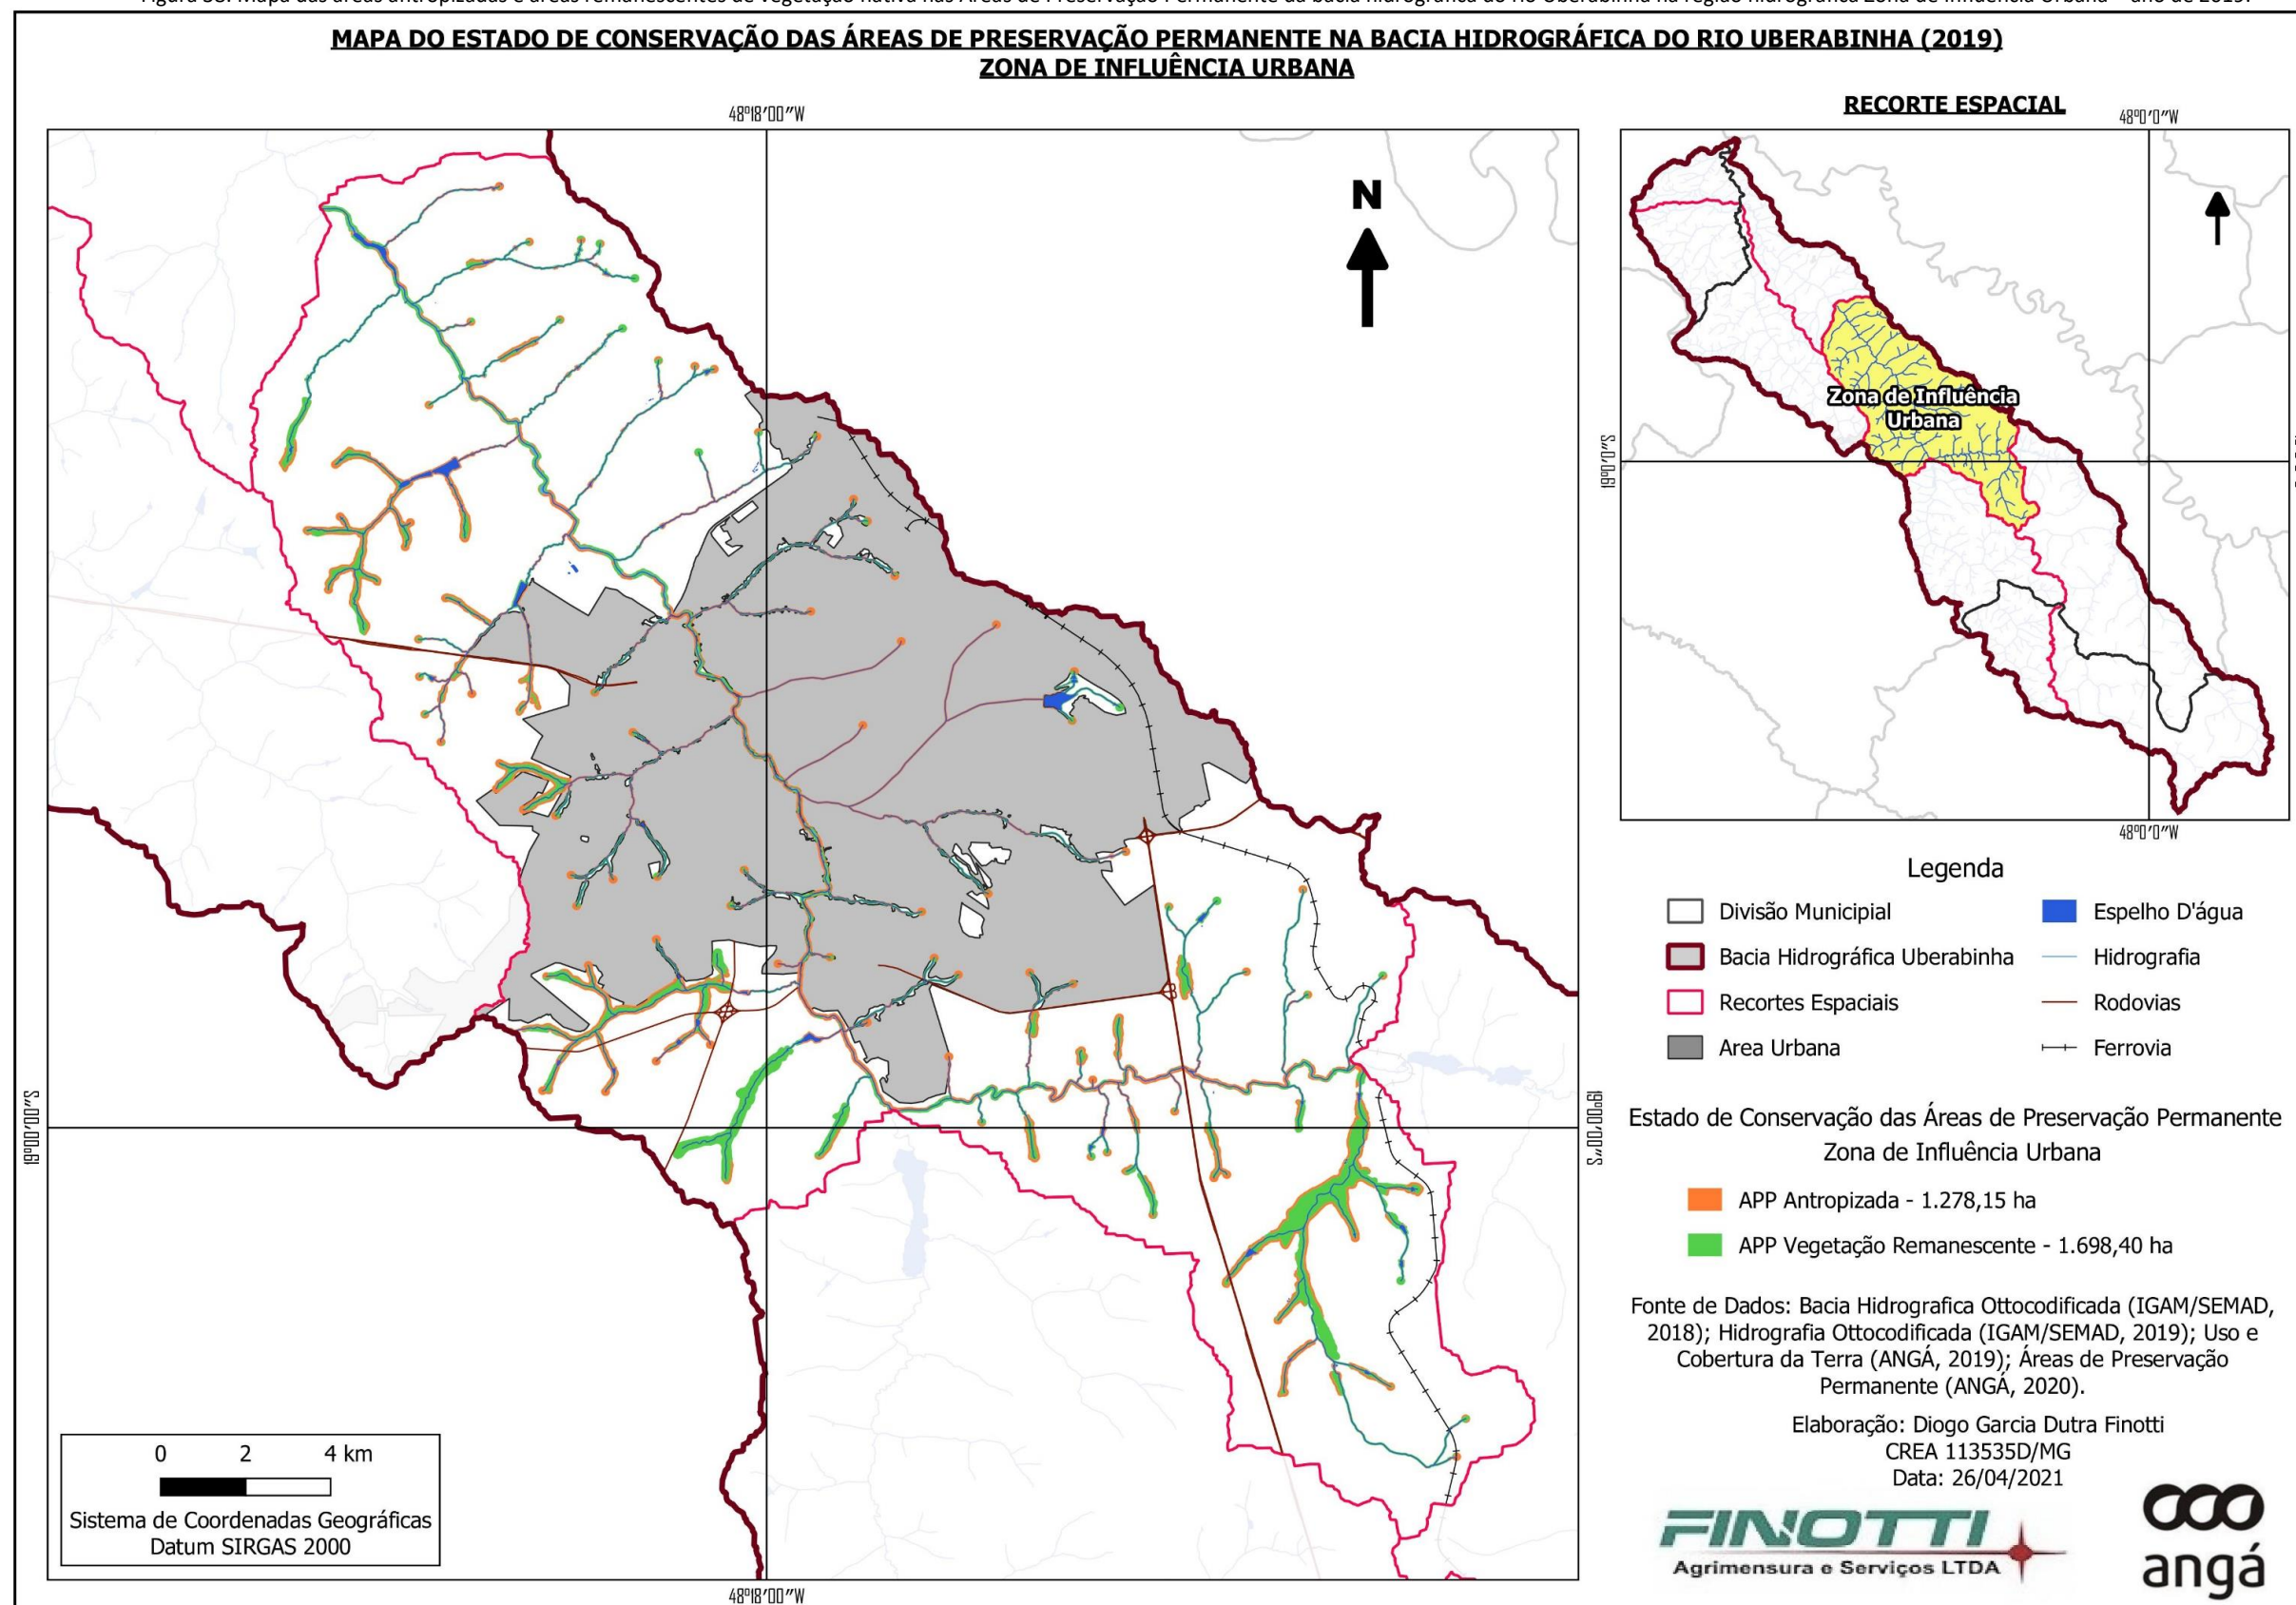 MAPA DO ESTADO DE CONSERVAÇÃO DAS ÁREAS DE PRESERVAÇÃO PERMANENTE NA BACIA HIDROGRÁFICA DO RIO UBERABINHA (2019)
ZONA DE INFLUÊNCIA URBANA
48°18'00"W
N
19°00'00"S
19°00'00"S
48°18'00"W
0 2 4 km
Sistema de Coordenadas Geográficas
Datum SIRGAS 2000
RECORTE ESPACIAL
48°0'0"W
19°0'0"S
Zona de Influência
Urbana
48°0'0"W
Legenda
Divisão Municipial
Bacia Hidrográfica Uberabinha
Recortes Espaciais
Area Urbana
Espelho D'água
Hidrografia
Rodovias
Ferrovia
Estado de Conservação das Áreas de Preservação Permanente
Zona de Influência Urbana
APP Antropizada - 1.278,15 ha
APP Vegetação Remanescente - 1.698,40 ha
Fonte de Dados: Bacia Hidrografica Ottocodificada (IGAM/SEMAD,
2018); Hidrografia Ottocodificada (IGAM/SEMAD, 2019); Uso e
Cobertura da Terra (ANGÁ, 2019); Áreas de Preservação
Permanente (ANGÁ, 2020).
Elaboração: Diogo Garcia Dutra Finotti
CREA 113535D/MG
Data: 26/04/2021
FINOTTI
Agrimensura e Serviços LTDA
angá